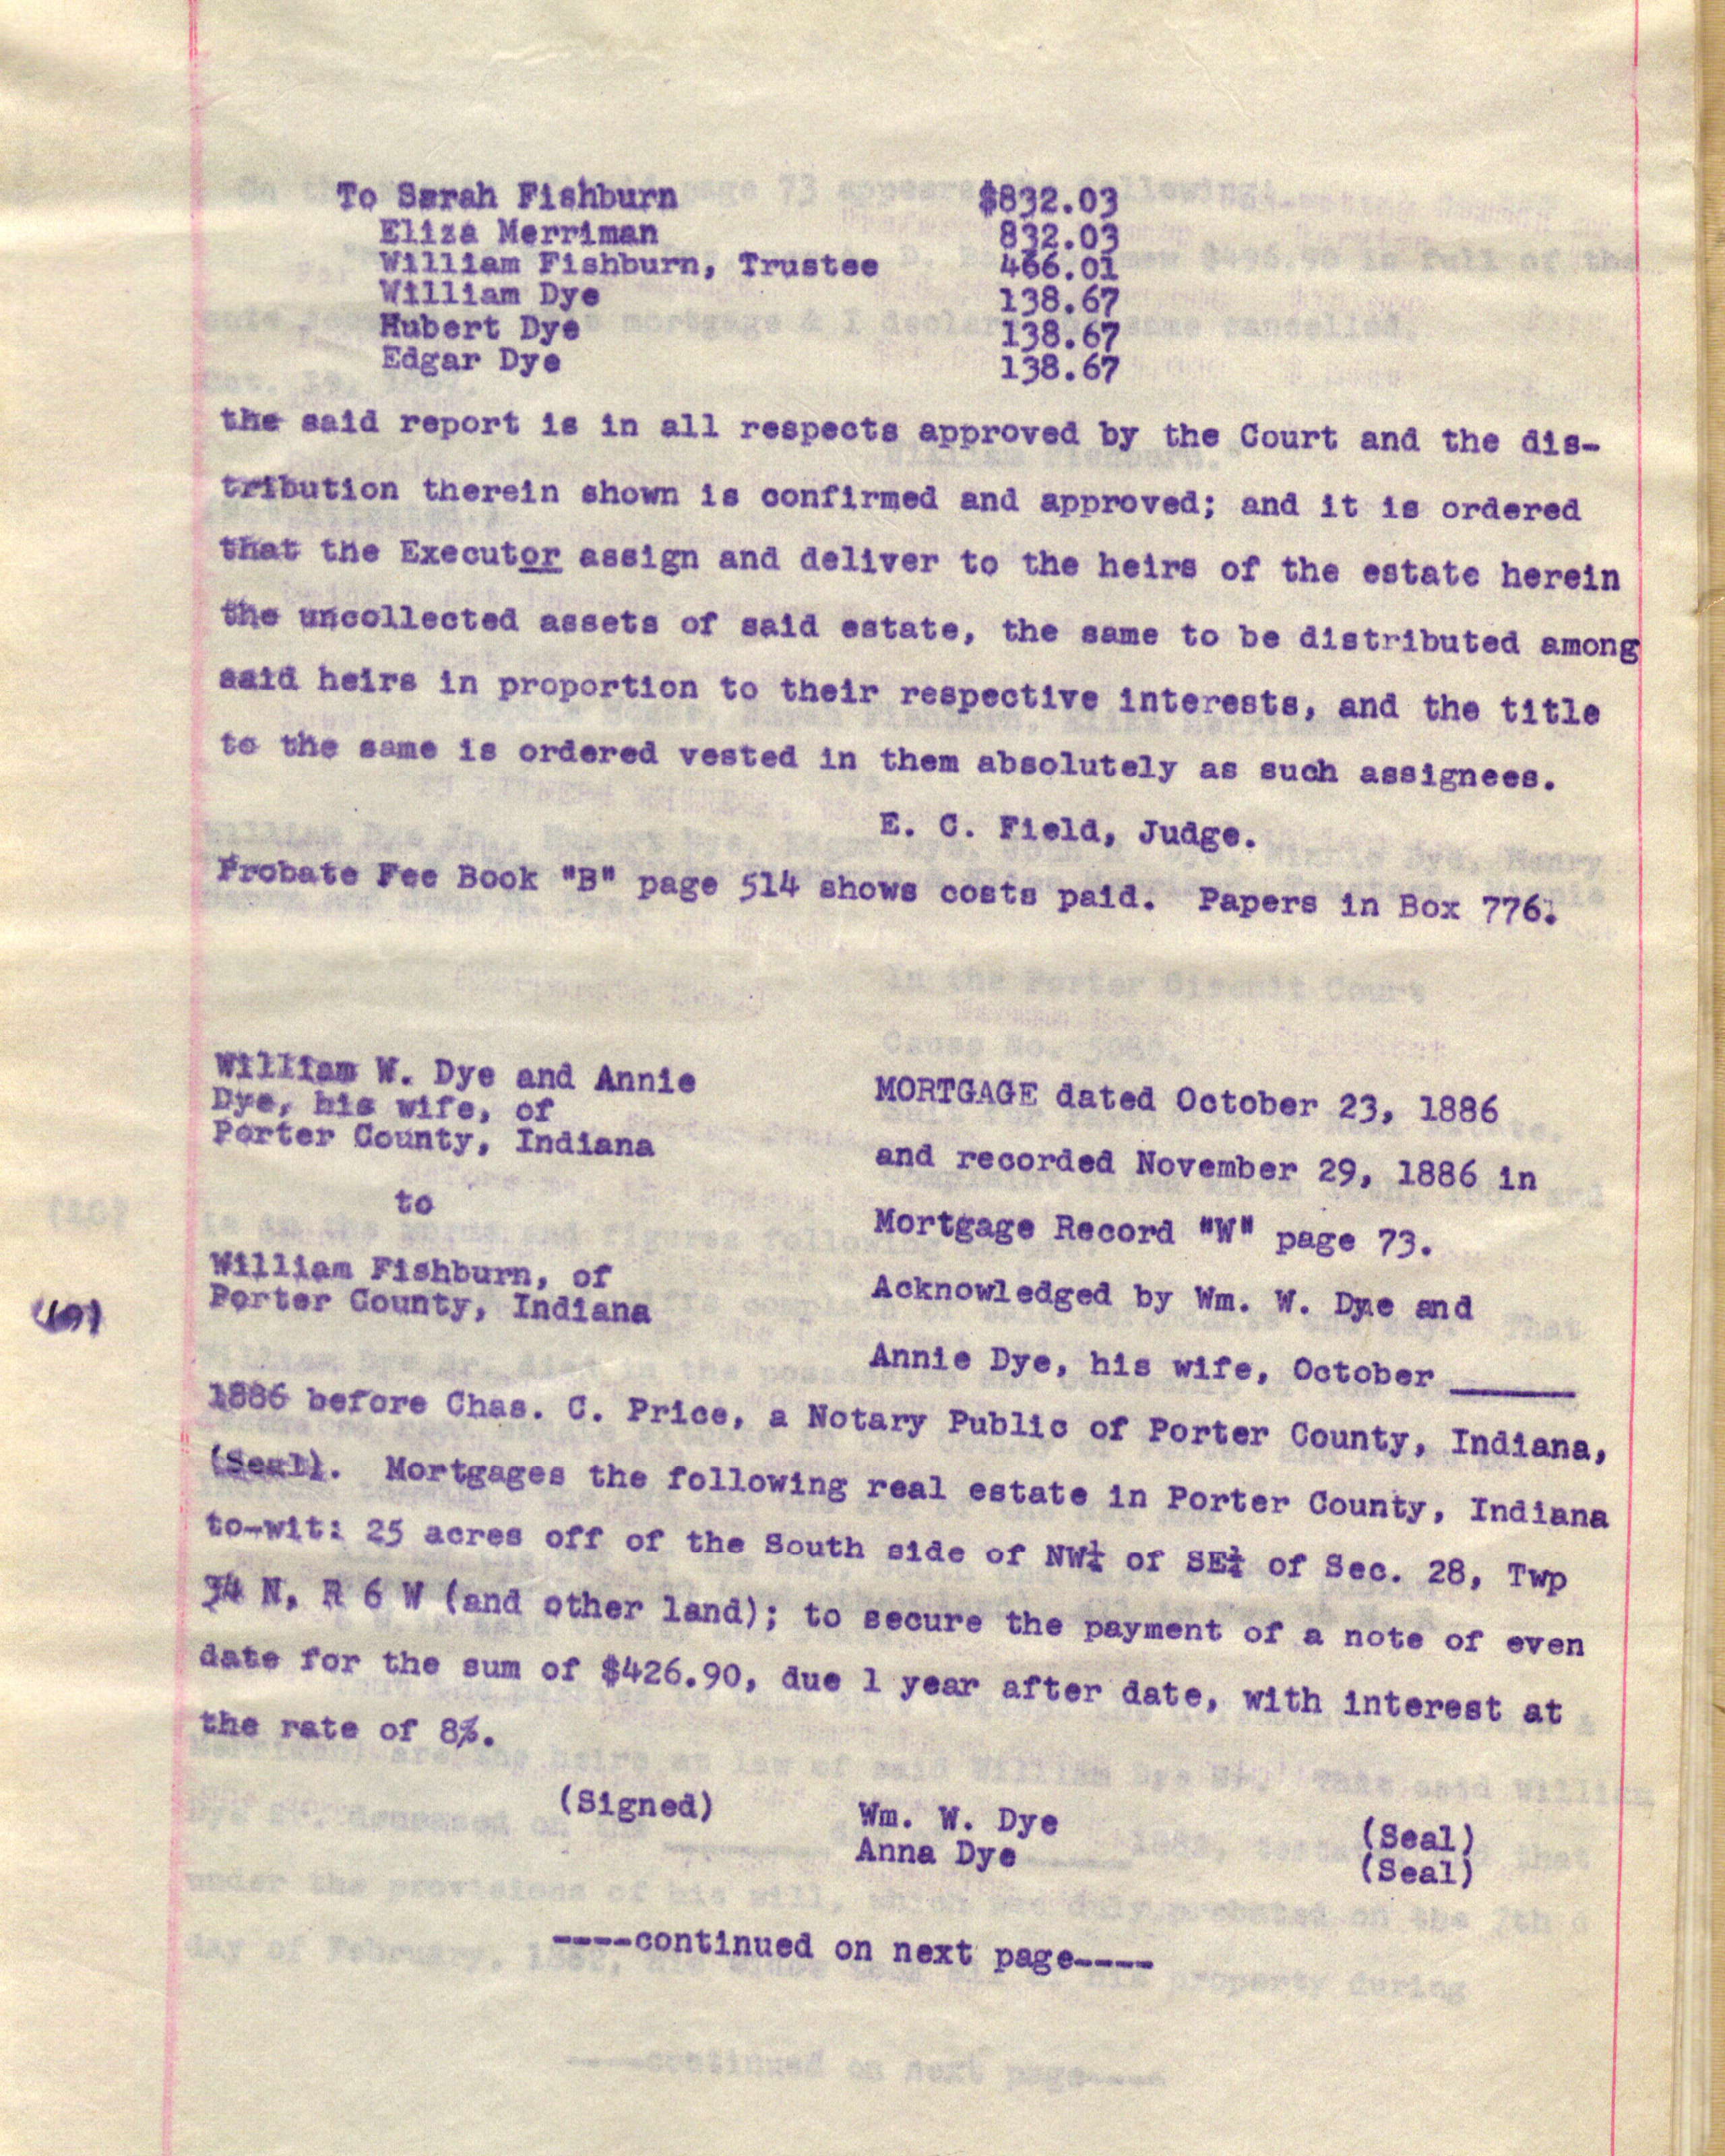 To Sarah Fishburn $832.03
Eliza Merriman 832.03
William Fishburn, Trustee 466.01
William Dye 138.67
Hubert Dye 138.67
Edgar Dye 138.67
the said report is in all respects approved by the Court and the dis-
tribution therein shown is confirmed and approved; and it is ordered
that the Executor assign and deliver to the heirs of the estate herein
the uncollected assets of said estate, the same to be distributed among
said heirs in proportion to their respective interests, and the title
to the same is ordered vested in them absolutely as such assignees.
E. C. Field, Judge.
Probate Fee Book "B" page 514 shows costs paid. Papers in Box 776.
William W. Dye and Annie
Dye, his wife, of
Porter County, Indiana
to
William Fishburn, of
Porter County, Indiana
(9)
MORTGAGE dated October 23, 1886
and recorded November 29, 1886 in
Mortgage Record "W" page 73.
Acknowledged by Wm. W. Dye and
Annie Dye, his wife, October ______
1886 before Chas. C. Price, a Notary Public of Porter County, Indiana,
(Seal). Mortgages the following real estate in Porter County, Indiana
to-wit: 25 acres off of the South side of NW¼ of SE¼ of Sec. 28, Twp
34 N, R 6 W (and other land); to secure the payment of a note of even
date for the sum of $426.90, due 1 year after date, with interest at
the rate of 8%.
(Signed) Wm. W. Dye (Seal)
Anna Dye (Seal)
----continued on next page----